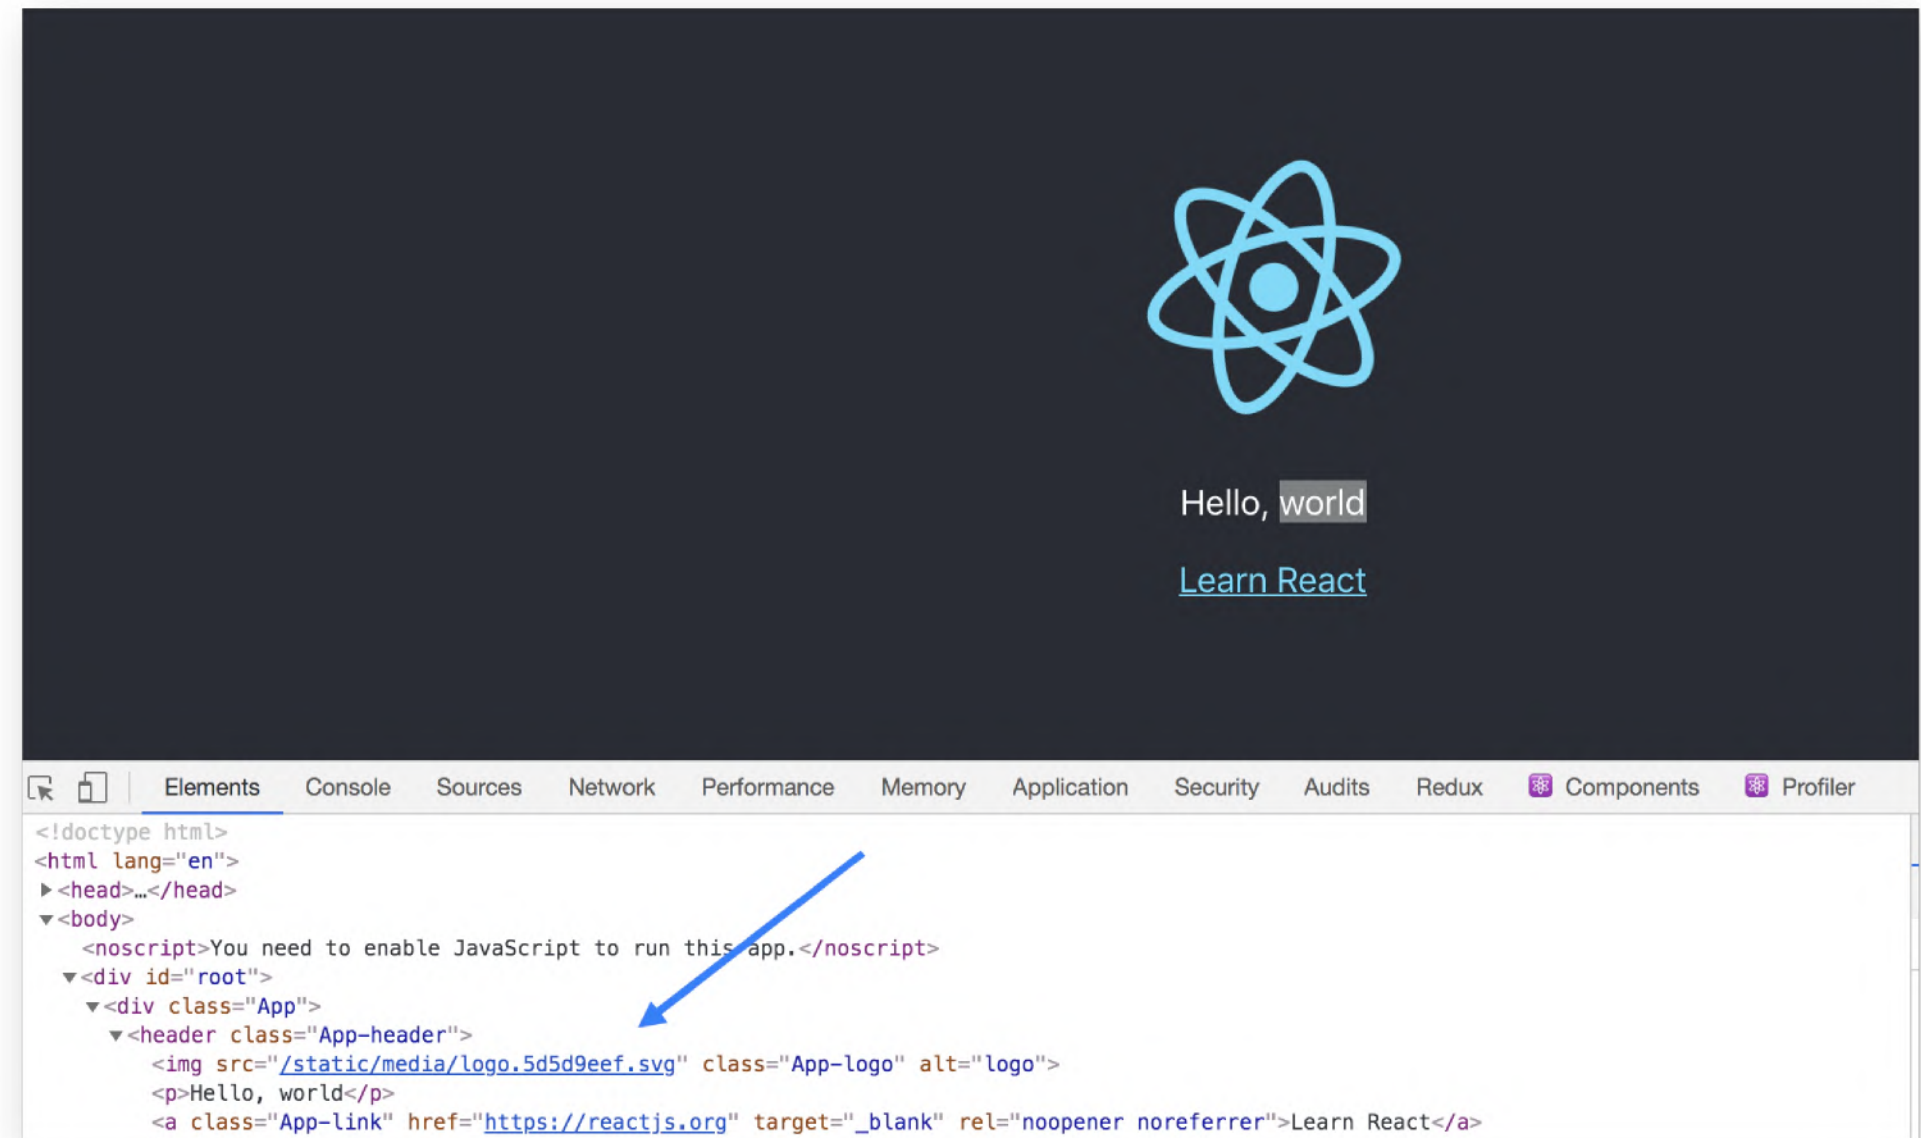 Hello, world
Learn React
Elements Console Sources Network Performance Memory Application Security Audits Redux Components Profiler
<!doctype html>
<html lang="en">
<head>…</head>
<body>
<noscript>You need to enable JavaScript to run this app.</noscript>
<div id="root">
<div class="App">
<header class="App-header">
<img src="/static/media/logo.5d5d9eef.svg" class="App-logo" alt="logo">
<p>Hello, world</p>
<a class="App-link" href="https://reactjs.org" target="_blank" rel="noopener noreferrer">Learn React</a>